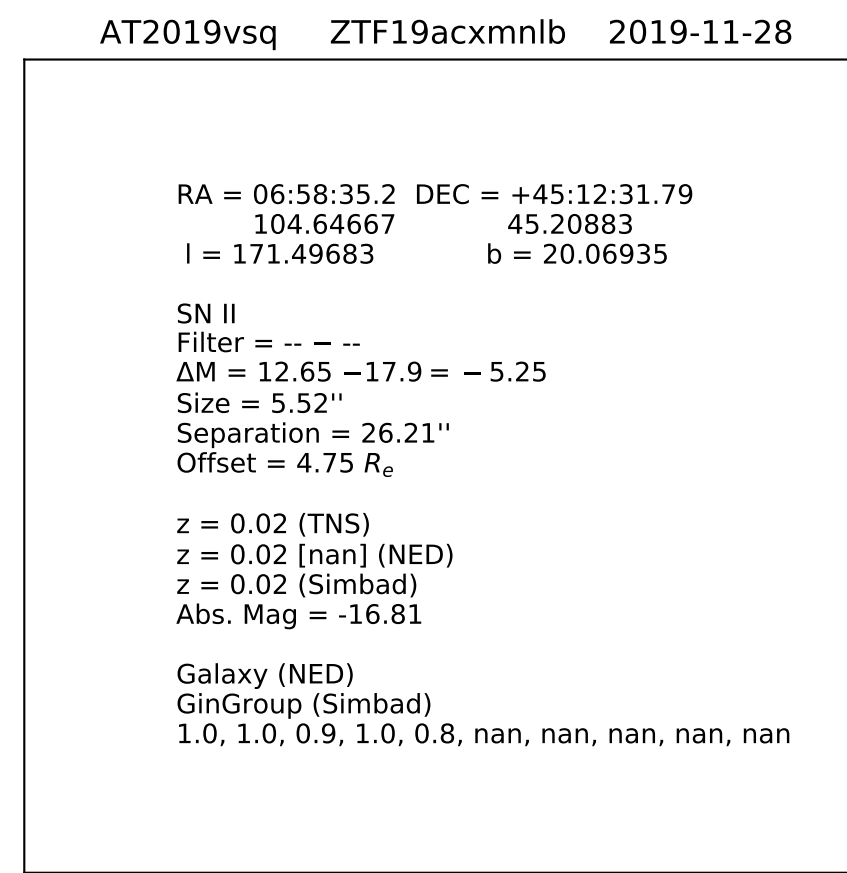 AT2019vsq ZTF19acxmnlb 2019-11-28
RA = 06:58:35.2 DEC = +45:12:31.79
104.64667 45.20883
l = 171.49683 b = 20.06935
SN II
Filter = -- − --
ΔM = 12.65 −17.9 = − 5.25
Size = 5.52''
Separation = 26.21''
Offset = 4.75 Re
z = 0.02 (TNS)
z = 0.02 [nan] (NED)
z = 0.02 (Simbad)
Abs. Mag = -16.81
Galaxy (NED)
GinGroup (Simbad)
1.0, 1.0, 0.9, 1.0, 0.8, nan, nan, nan, nan, nan